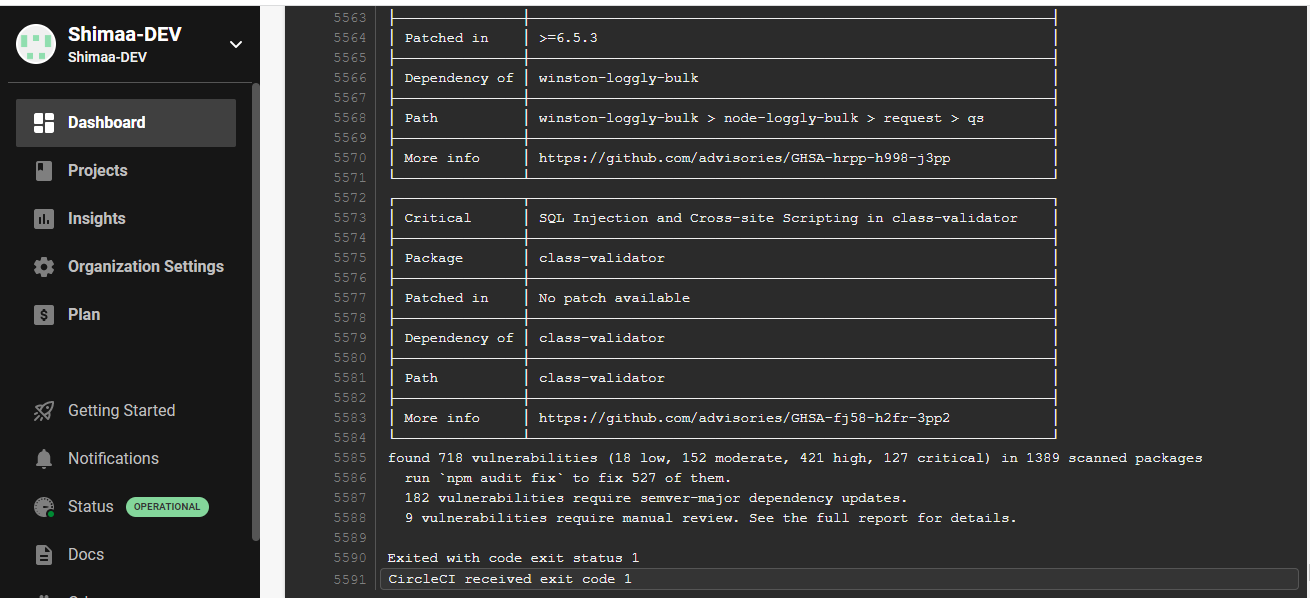 Shimaa-DEV
Shimaa-DEV
Dashboard
Projects
Insights
Organization Settings
Plan
Getting Started
Notifications
Status OPERATIONAL
Docs
5563
5564 Patched in >=6.5.3
5565
5566 Dependency of winston-loggly-bulk
5567
5568 Path winston-loggly-bulk > node-loggly-bulk > request > qs
5569
5570 More info https://github.com/advisories/GHSA-hrpp-h998-j3pp
5571
5572
5573 Critical SQL Injection and Cross-site Scripting in class-validator
5574
5575 Package class-validator
5576
5577 Patched in No patch available
5578
5579 Dependency of class-validator
5580
5581 Path class-validator
5582
5583 More info https://github.com/advisories/GHSA-fj58-h2fr-3pp2
5584
5585 found 718 vulnerabilities (18 low, 152 moderate, 421 high, 127 critical) in 1389 scanned packages
5586 run `npm audit fix` to fix 527 of them.
5587 182 vulnerabilities require semver-major dependency updates.
5588 9 vulnerabilities require manual review. See the full report for details.
5589
5590 Exited with code exit status 1
5591 CircleCI received exit code 1